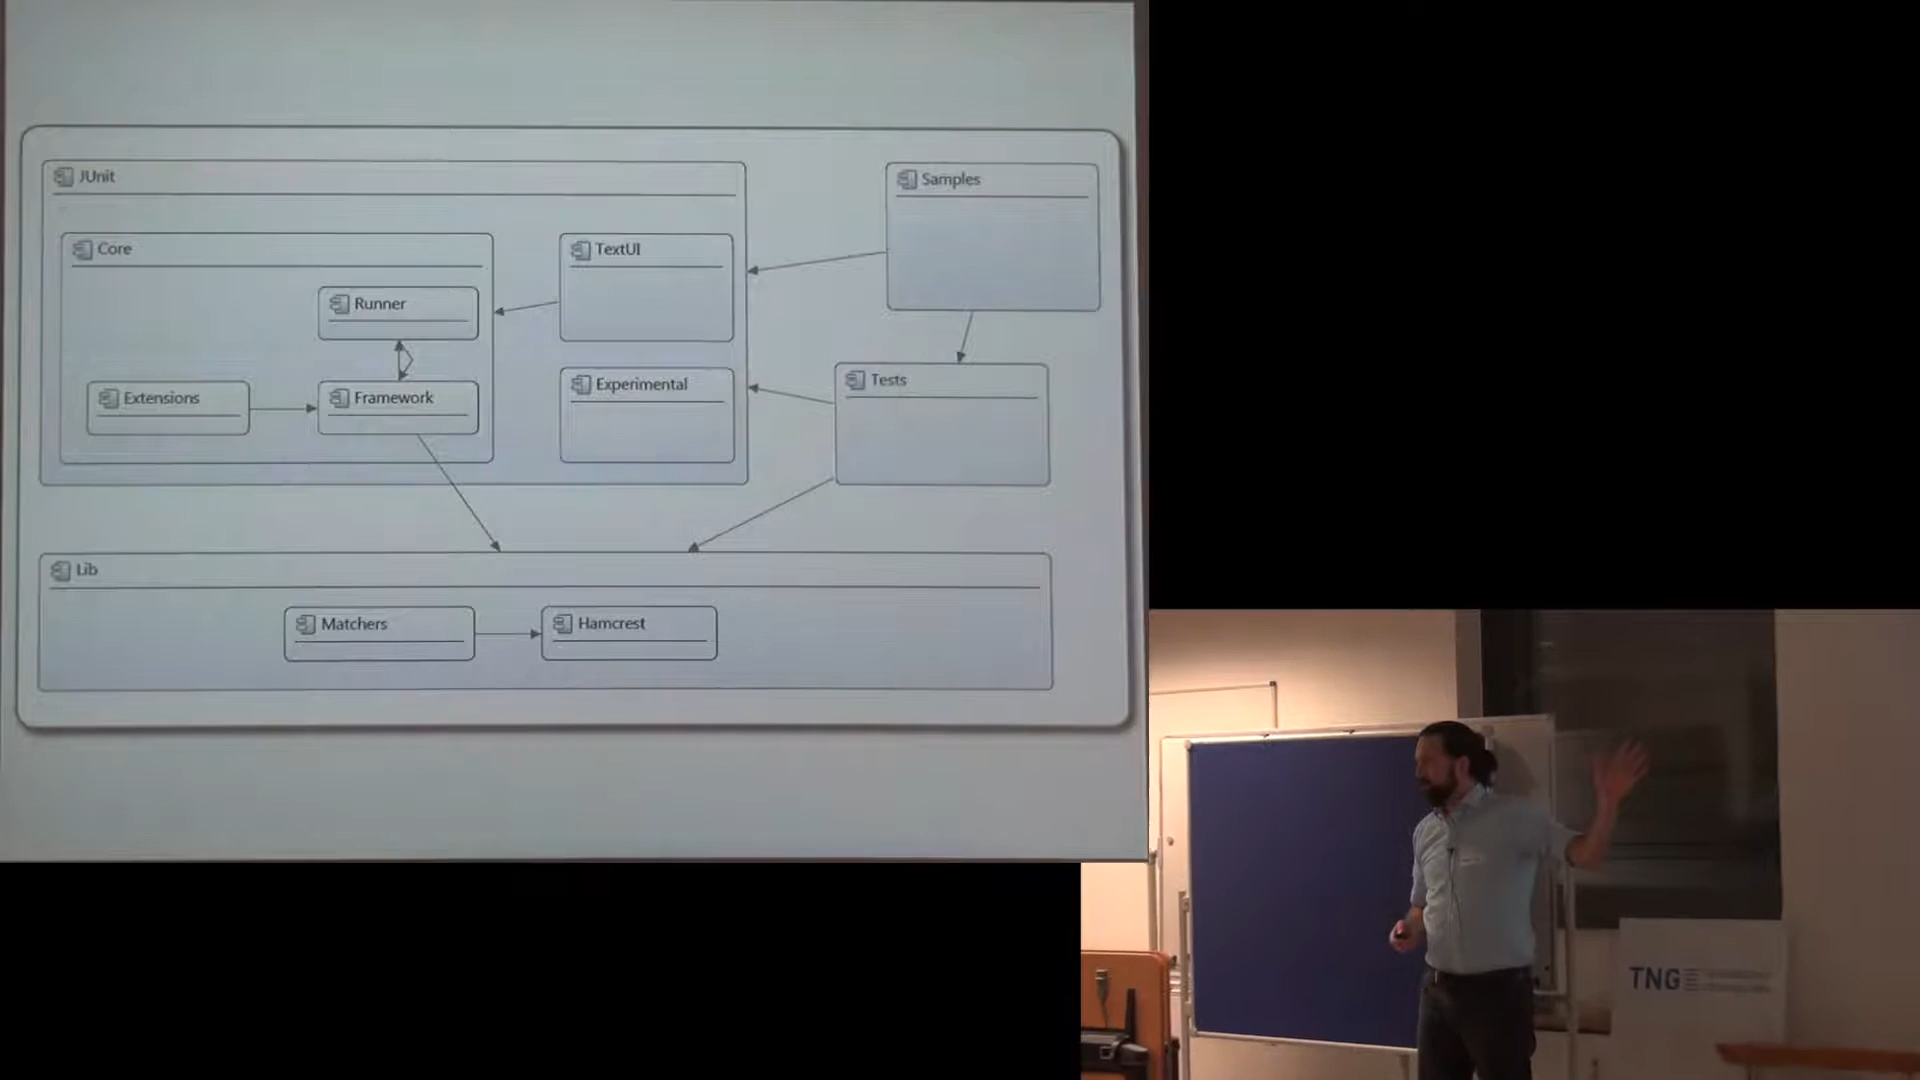 JUnit
Samples
Core
TextUI
Runner
Tests
Experimental
Extensions
Framework
Lib
Matchers
Hamcrest
TNG